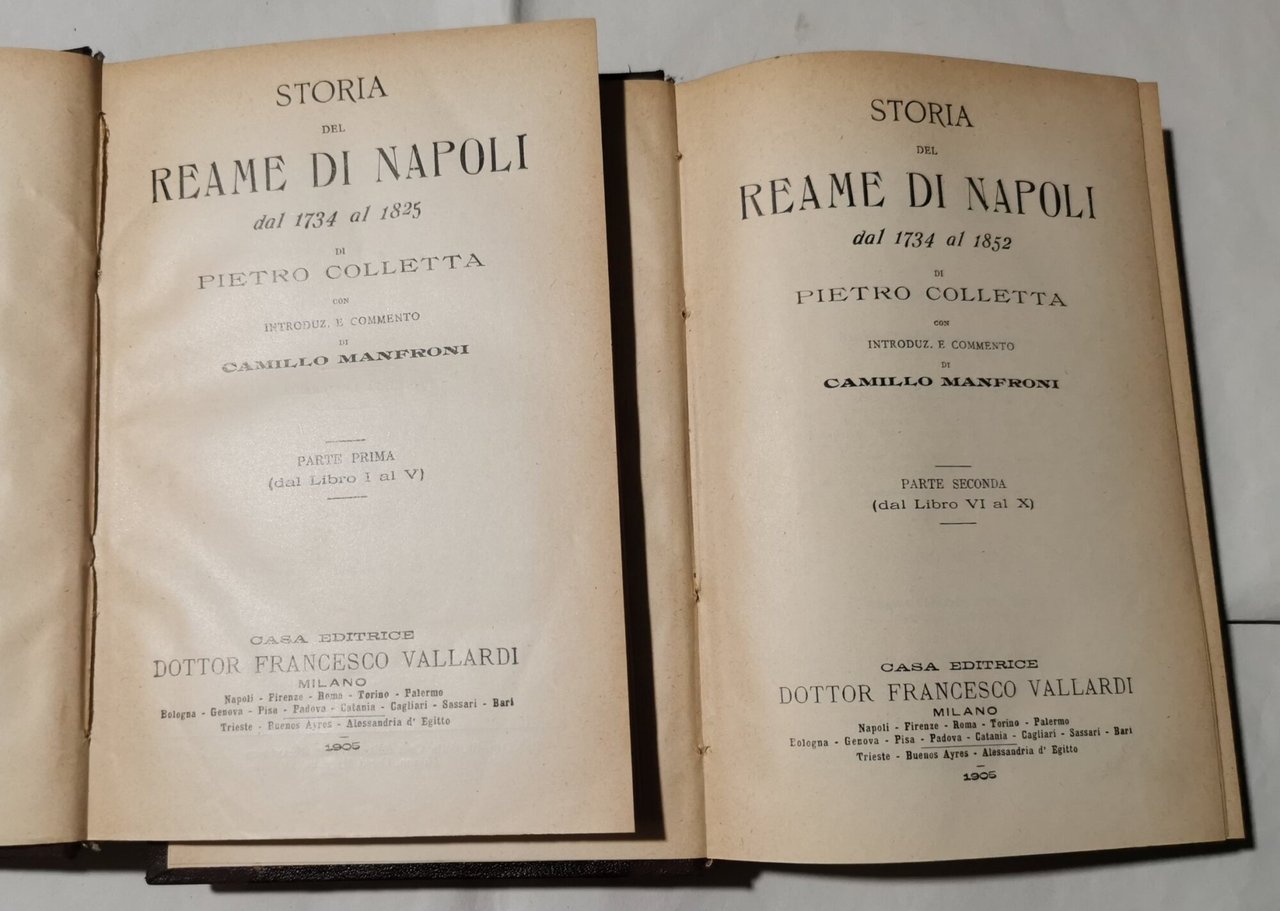 STORIA
DEL
REAME DI NAPOLI
dal 1734 al 1825
DI
PIETRO COLLETTA
CON
INTRODUZ. E COMMENTO
DI
CAMILLO MANFRONI
PARTE PRIMA
(dal Libro I al V)
CASA EDITRICE
DOTTOR FRANCESCO VALLARDI
MILANO
Napoli - Firenze - Roma - Torino - Palermo
Bologna - Genova - Pisa - Padova - Catania - Cagliari - Sassari - Bari
Trieste - Buenos Ayres - Alessandria d' Egitto
1905
STORIA
DEL
REAME DI NAPOLI
dal 1734 al 1852
DI
PIETRO COLLETTA
CON
INTRODUZ. E COMMENTO
DI
CAMILLO MANFRONI
PARTE SECONDA
(dal Libro VI al X)
CASA EDITRICE
DOTTOR FRANCESCO VALLARDI
MILANO
Napoli - Firenze - Roma - Torino - Palermo
Bologna - Genova - Pisa - Padova - Catania - Cagliari - Sassari - Bari
Trieste - Buenos Ayres - Alessandria d' Egitto
1905